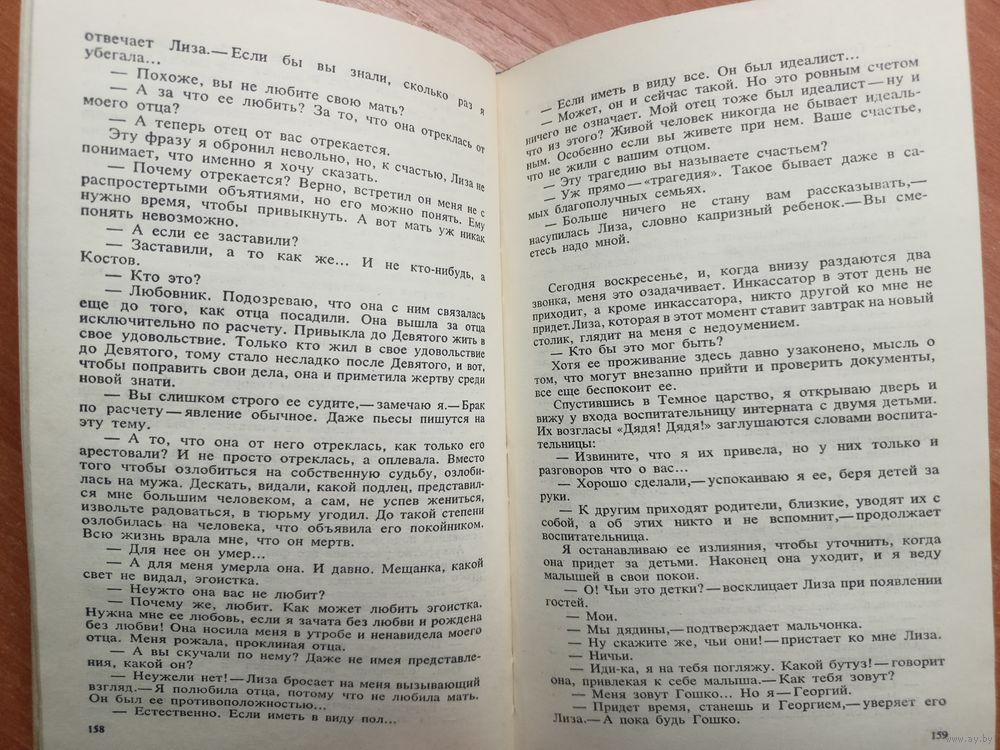 отвечает Лиза.—Если бы вы знали, сколько раз я
убегала...
— Похоже, вы не любите свою мать?
— А за что ее любить? За то, что она отреклась от
моего отца?
— А теперь отец от вас отрекается.
Эту фразу я обронил невольно, но, к счастью, Лиза не
понимает, что именно я хочу сказать.
— Почему отрекается? Верно, встретил он меня не с
распростертыми объятиями, но его можно понять. Ему
нужно время, чтобы привыкнуть. А вот мать уж никак
понять невозможно.
— А если ее заставили?
— Заставили, а то как же... И не кто-нибудь, а
Костов.
— Кто это?
— Любовник. Подозреваю, что она с ним связалась
еще до того, как отца посадили. Она вышла за отца
исключительно по расчету. Привыкла до Девятого жить в
свое удовольствие. Только кто жил в свое удовольствие
до Девятого, тому стало несладко после Девятого, и вот,
чтобы поправить свои дела, она и приметила жертву среди
новой знати.
— Вы слишком строго ее судите,—замечаю я.—Брак
по расчету—явление обычное. Даже пьесы пишутся на
эту тему.
— А то, что она от него отреклась, как только его
арестовали? И не просто отреклась, а оплевала. Вместо
того чтобы озлобиться на собственную судьбу, озлоби-
лась на мужа. Дескать, видали, какой подлец, представил-
ся мне большим человеком, а сам, не успев жениться,
извольте радоваться, в тюрьму угодил. До такой степени
озлобилась на человека, что объявила его покойником.
Всю жизнь врала мне, что он мертв.
— Для нее он умер...
— А для меня умерла она. И давно. Мещанка, какой
свет не видал, эгоистка.
— Неужто она вас не любит?
— Почему же, любит. Как может любить эгоистка.
Нужна мне ее любовь, если я зачата без любви и рождена
без любви! Она носила меня в утробе и ненавидела моего
отца. Меня рожала, проклиная отца.
— А вы скучали по нему? Даже не имея представле-
ния, какой он?
— Неужели нет!—Лиза бросает на меня вызывающий
взгляд.—Я полюбила отца, потому что не любила мать.
Он был ее противоположностью...
— Естественно. Если иметь в виду пол...
158
— Если иметь в виду все. Он был идеалист...
— Может, он и сейчас такой. Но это ровным счетом
ничего не означает. Мой отец тоже был идеалист—ну и
что из этого? Живой человек никогда не бывает идеаль-
ным. Особенно если вы живете при нем. Ваше счастье,
что не жили с вашим отцом.
— Эту трагедию вы называете счастьем?
— Уж прямо—«трагедия». Такое бывает даже в са-
мых благополучных семьях.
— Больше ничего не стану вам рассказывать,—
насупилась Лиза, словно капризный ребенок.—Вы сме-
етесь надо мной.
Сегодня воскресенье, и, когда внизу раздаются два
звонка, меня это озадачивает. Инкассатор в этот день не
приходит, а кроме инкассатора, никто другой ко мне не
придет.Лиза, которая в этот момент ставит завтрак на новый
столик, глядит на меня с недоумением.
— Кто бы это мог быть?
Хотя ее проживание здесь давно узаконено, мысль о
том, что могут внезапно прийти и проверить документы,
все еще беспокоит ее.
Спустившись в Темное царство, я открываю дверь и
вижу у входа воспитательницу интерната с двумя детьми.
Их возгласы «Дядя! Дядя!» заглушаются словами воспита-
тельницы:
— Извините, что я их привела, но у них только и
разговоров что о вас...
— Хорошо сделали,—успокаиваю я ее, беря детей за
руки.
— К другим приходят родители, близкие, уводят их с
собой, а об этих никто и не вспомнит,—продолжает
воспитательница.
Я останавливаю ее излияния, чтобы уточнить, когда
она придет за детьми. Наконец она уходит, и я веду
малышей в свои покои.
— О! Чьи это детки?—восклицает Лиза при появлении
гостей.
— Мои.
— Мы дядины,—подтверждает мальчонка.
— Ну скажите же, чьи они!—пристает ко мне Лиза.
— Ничьи.
— Иди-ка, я на тебя погляжу. Какой бутуз!—говорит
она, привлекая к себе малыша.—Как тебя зовут?
— Меня зовут Гошко... Но я—Георгий.
— Придет время, станешь и Георгием,—уверяет его
Лиза.—А пока будь Гошко.
159
www.ay.by